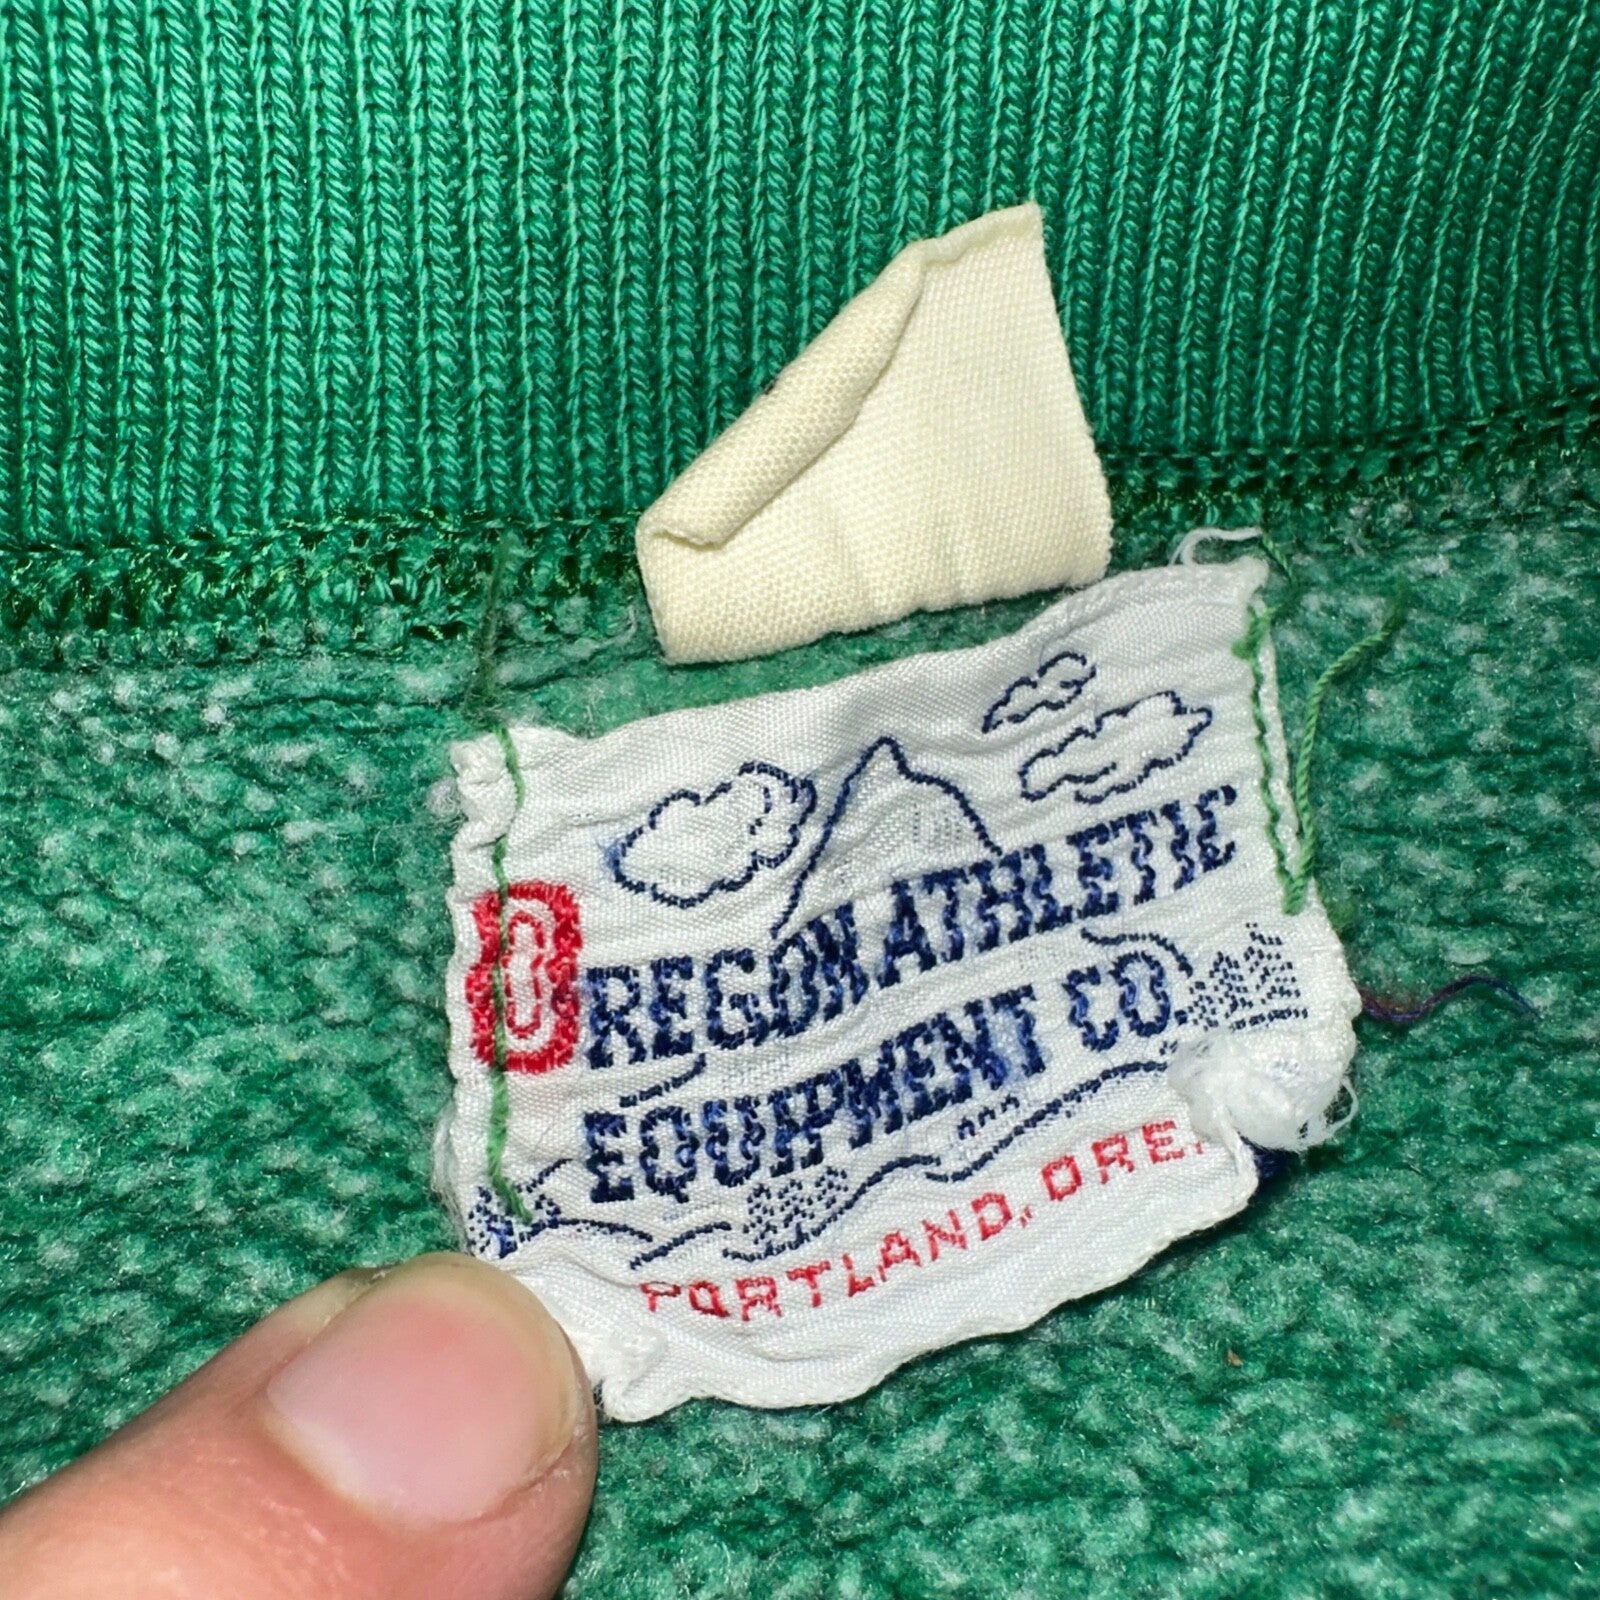 OREGON ATHLETIC
EQUIPMENT CO.
PORTLAND, ORE.